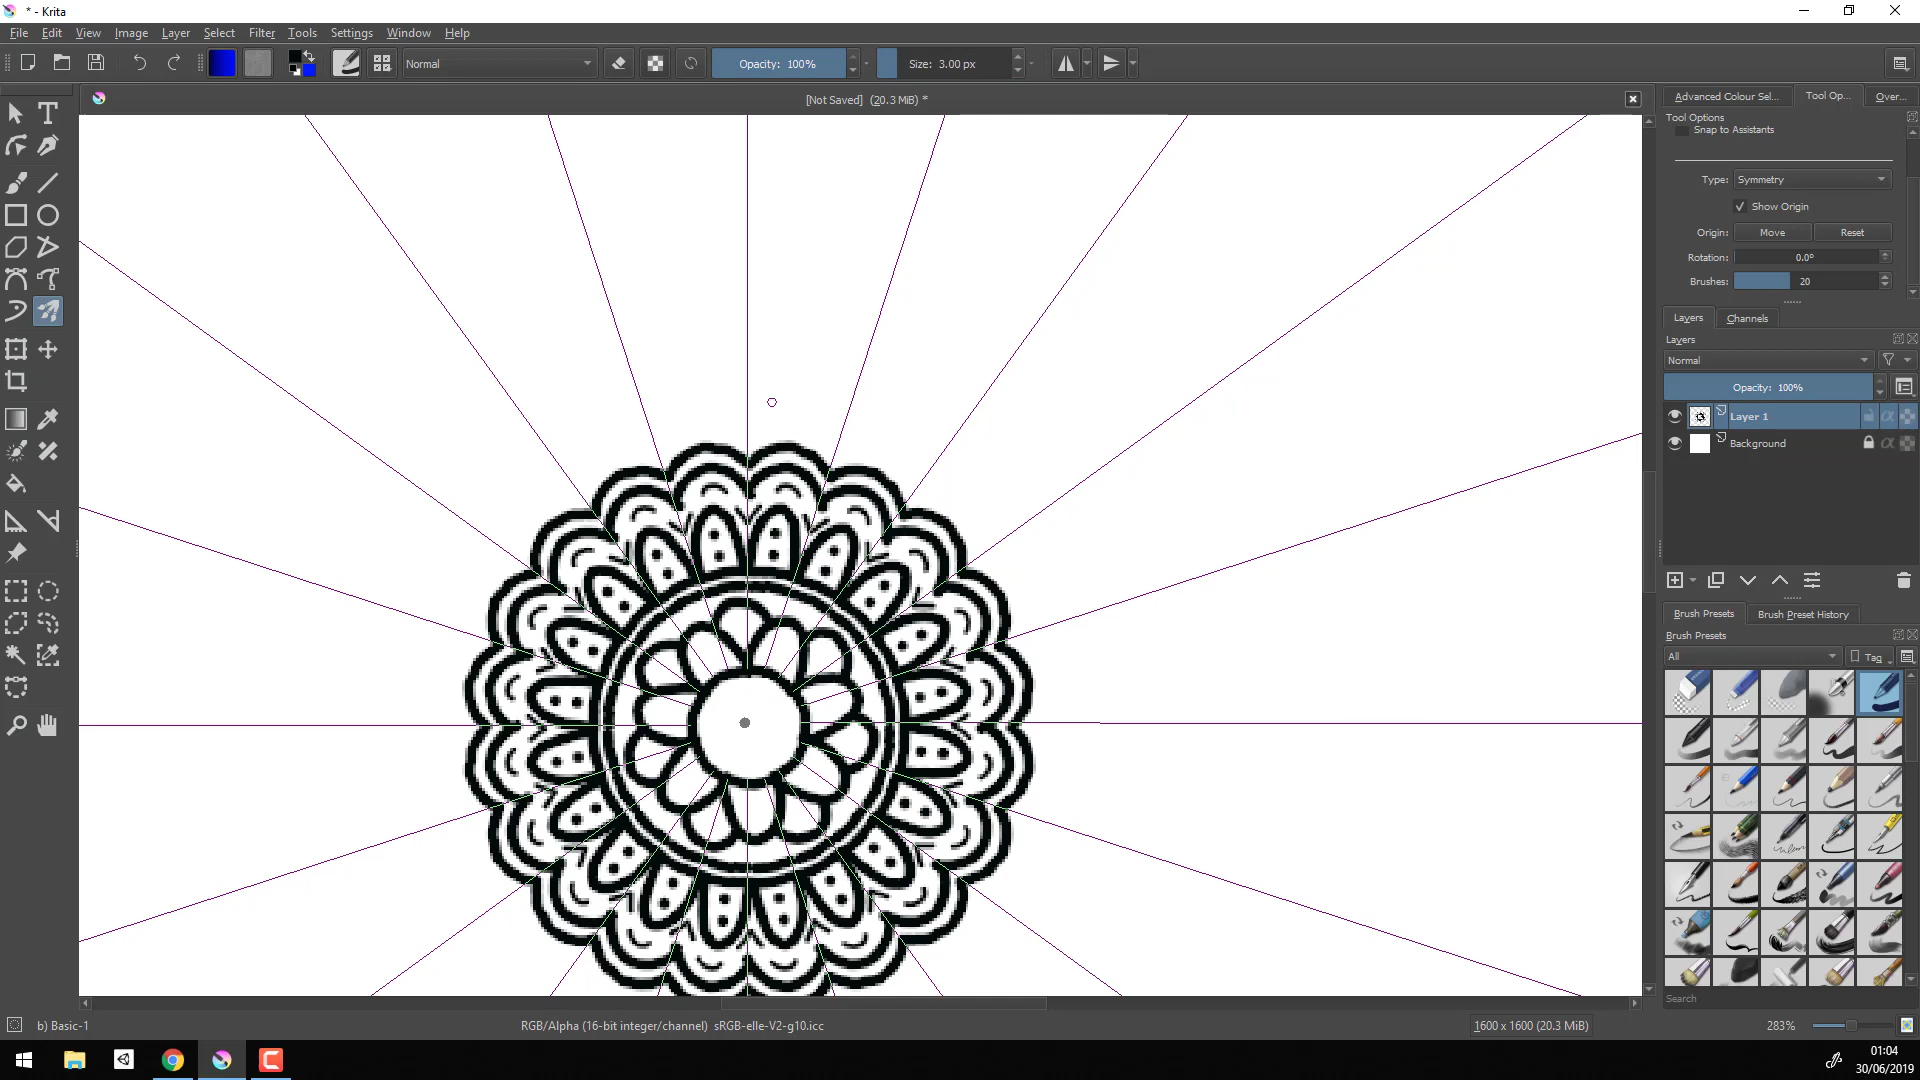 * - Krita
File Edit View Image Layer Select Filter Tools Settings Window Help
Normal
Opacity: 100%
Size: 3.00 px
[Not Saved] (20.3 MiB) *
Advanced Colour Sel...
Tool Op...
Over...
Tool Options
Snap to Assistants
Type: Symmetry
Show Origin
Origin: Move Reset
Rotation: 0.0º
Brushes: 20
Layers Channels
Layers
Normal
Opacity: 100%
Layer 1
Background
Brush Presets Brush Preset History
Brush Presets
All
Tag
Search
b) Basic-1
RGB/Alpha (16-bit integer/channel) sRGB-elle-V2-g10.icc
1600 x 1600 (20.3 MiB)
283%
01:04
30/06/2019